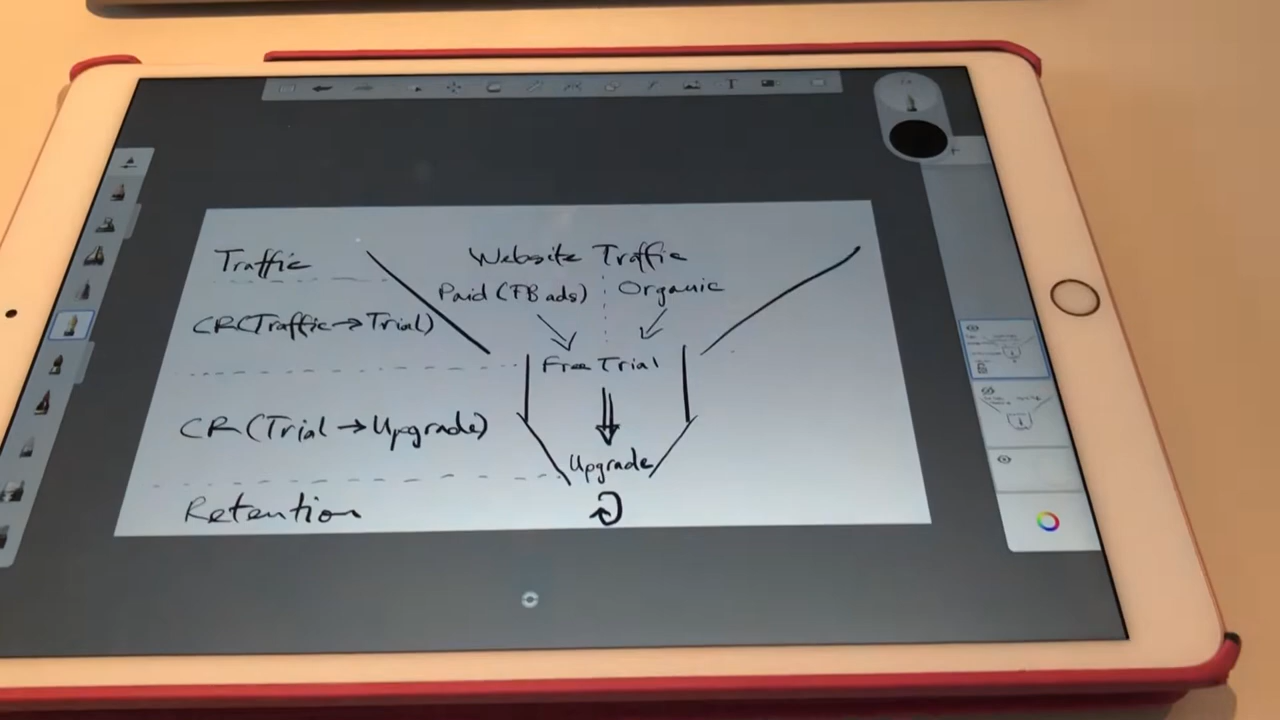 Traffic
Website Traffic
Paid (FB ads)
Organic
CR(Traffic→Trial)
Free Trial
CR(Trial→Upgrade)
Upgrade
Retention
T